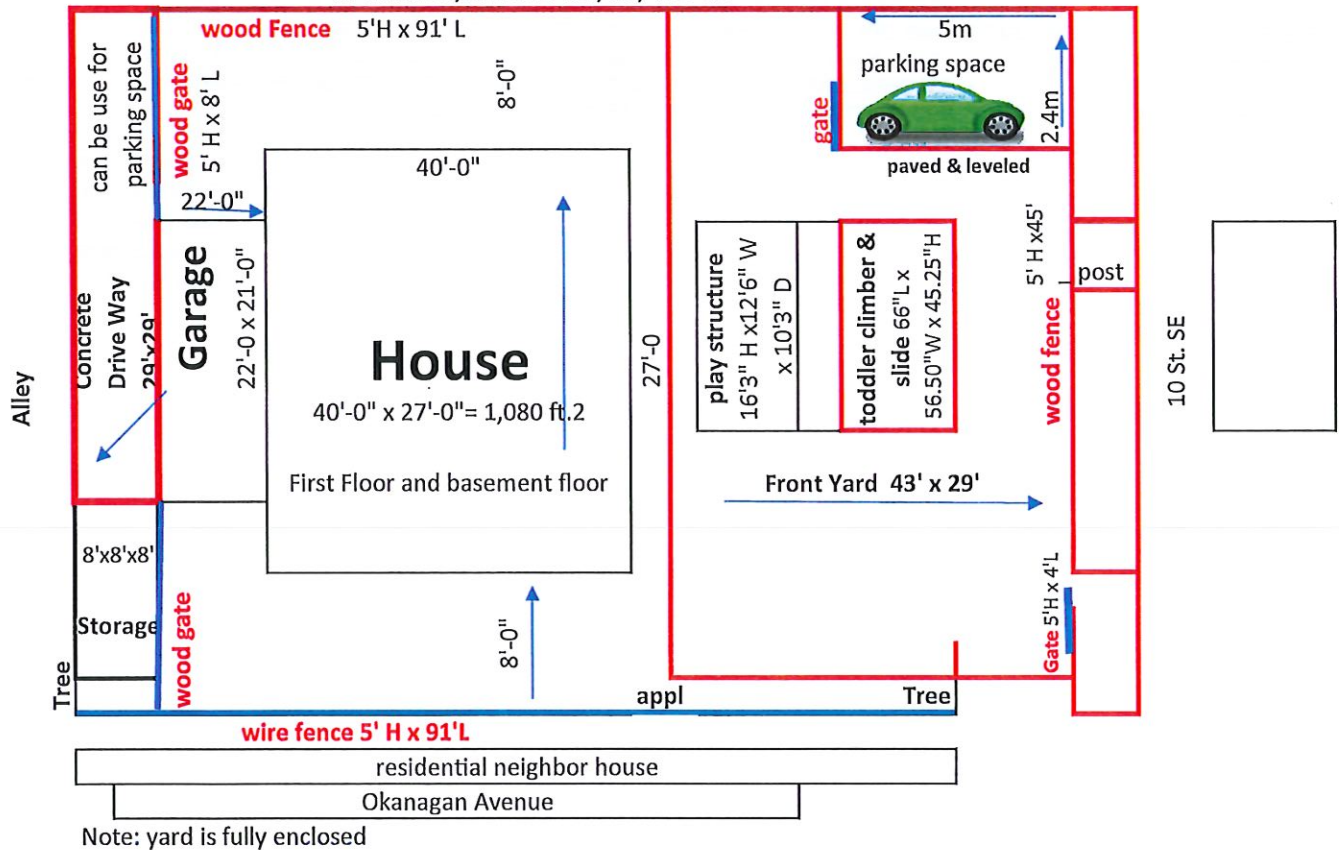 wood Fence 5'H x 91' L
can be use for
parking space
wood gate
5' H x 8' L
8'-0"
5m
parking space
2.4m
gate
paved & leveled
40'-0"
22'-0"
Alley
Concrete
Drive Way
29'x29'
Garage
22'-0 x 21'-0"
House
40'-0" x 27'-0"= 1,080 ft.2
First Floor and basement floor
27'-0
play structure
16'3" H x12'6" W
x 10'3" D
toddler climber &
slide 66"L x
56.50"W x 45.25"H
5' H x45'
wood fence
post
10 St. SE
Front Yard 43' x 29'
8'x8'x8'
Storage
Tree
wood gate
8'-0"
Gate 5'H x 4'L
appl
Tree
wire fence 5' H x 91'L
residential neighbor house
Okanagan Avenue
Note: yard is fully enclosed